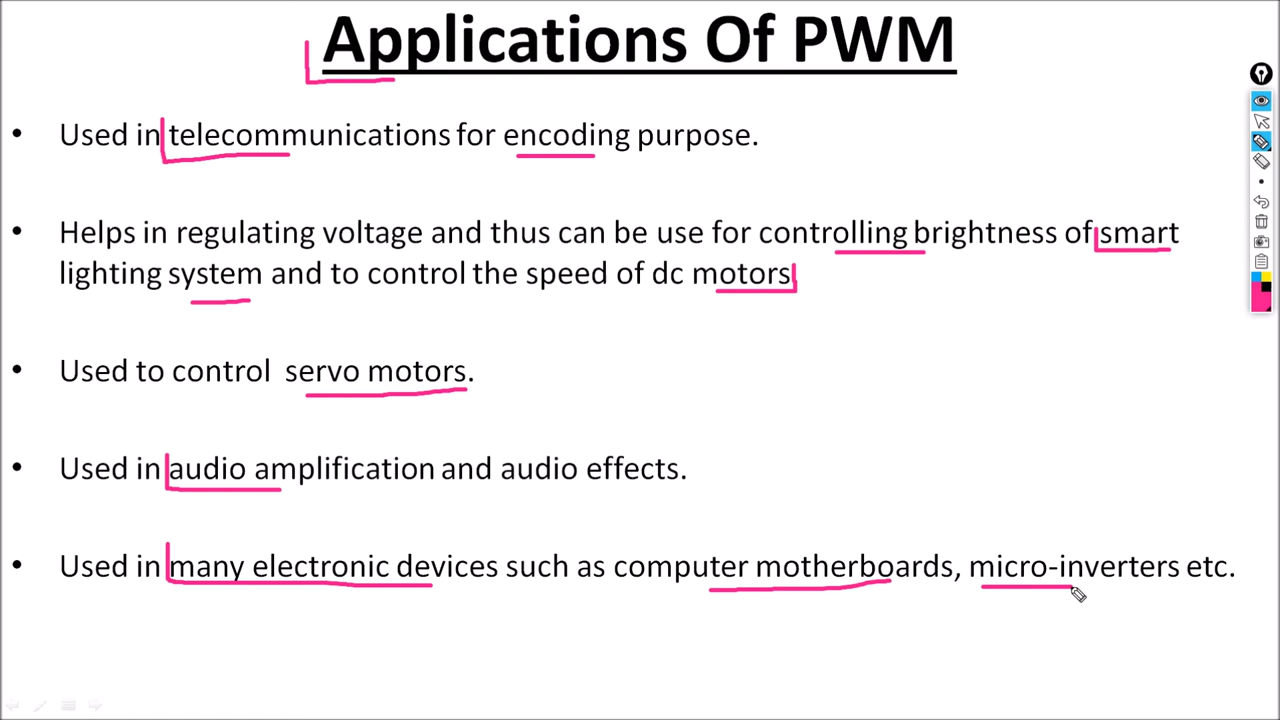 Applications Of PWM
• Used in telecommunications for encoding purpose.
• Helps in regulating voltage and thus can be use for controlling brightness of smart
lighting system and to control the speed of dc motors
• Used to control  servo motors.
• Used in audio amplification and audio effects.
• Used in many electronic devices such as computer motherboards, micro-inverters etc.